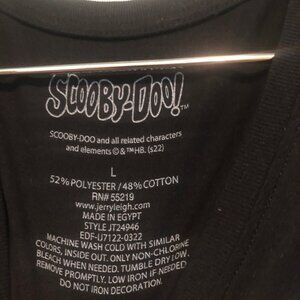 SCOOBY-DOO!™
SCOOBY-DOO and all related characters
and elements © & ™HB. (s22)
L
52% POLYESTER / 48% COTTON
RN# 55219
www.jerryleigh.com
MADE IN EGYPT
STYLE JT24946
EDF-IJ7122-0322
MACHINE WASH COLD WITH SIMILAR
COLORS, INSIDE OUT. ONLY NON-CHLORINE
BLEACH WHEN NEEDED. TUMBLE DRY LOW.
REMOVE PROMPTLY. LOW IRON IF NEEDED
DO NOT IRON DECORATION.